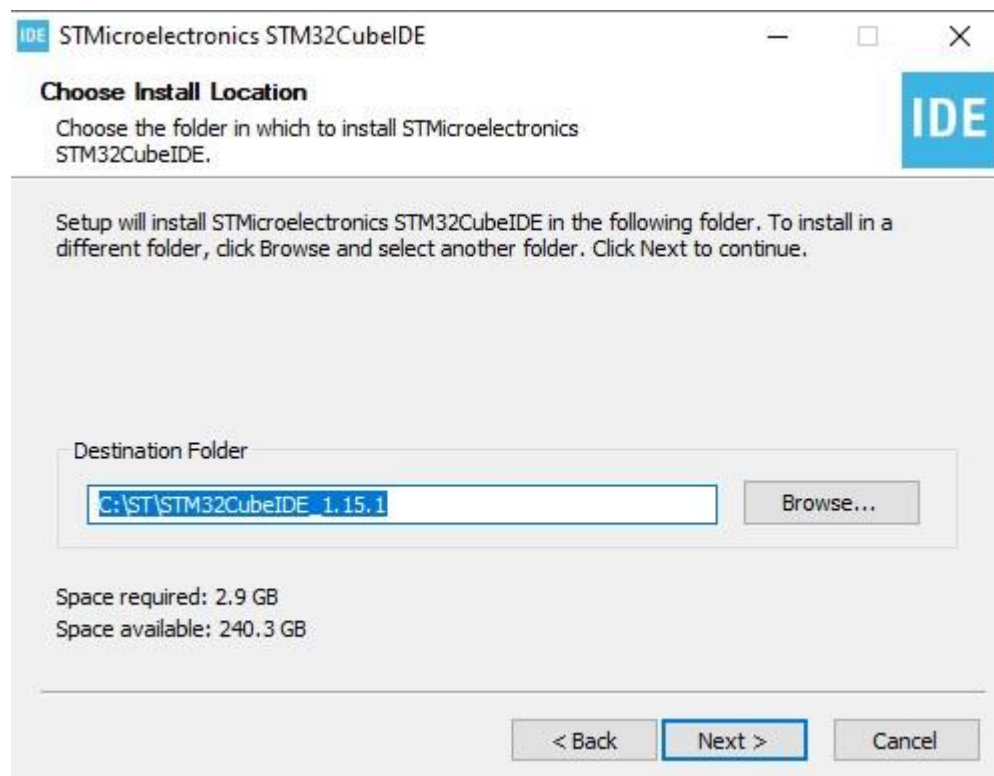 IDE STMicroelectronics STM32CubeIDE
Choose Install Location
IDE
Choose the folder in which to install STMicroelectronics
STM32CubeIDE.
Setup will install STMicroelectronics STM32CubeIDE in the following folder. To install in a
different folder, click Browse and select another folder. Click Next to continue.
Destination Folder
C:\ST\STM32CubeIDE_1.15.1
Browse...
Space required: 2.9 GB
Space available: 240.3 GB
< Back
Next >
Cancel